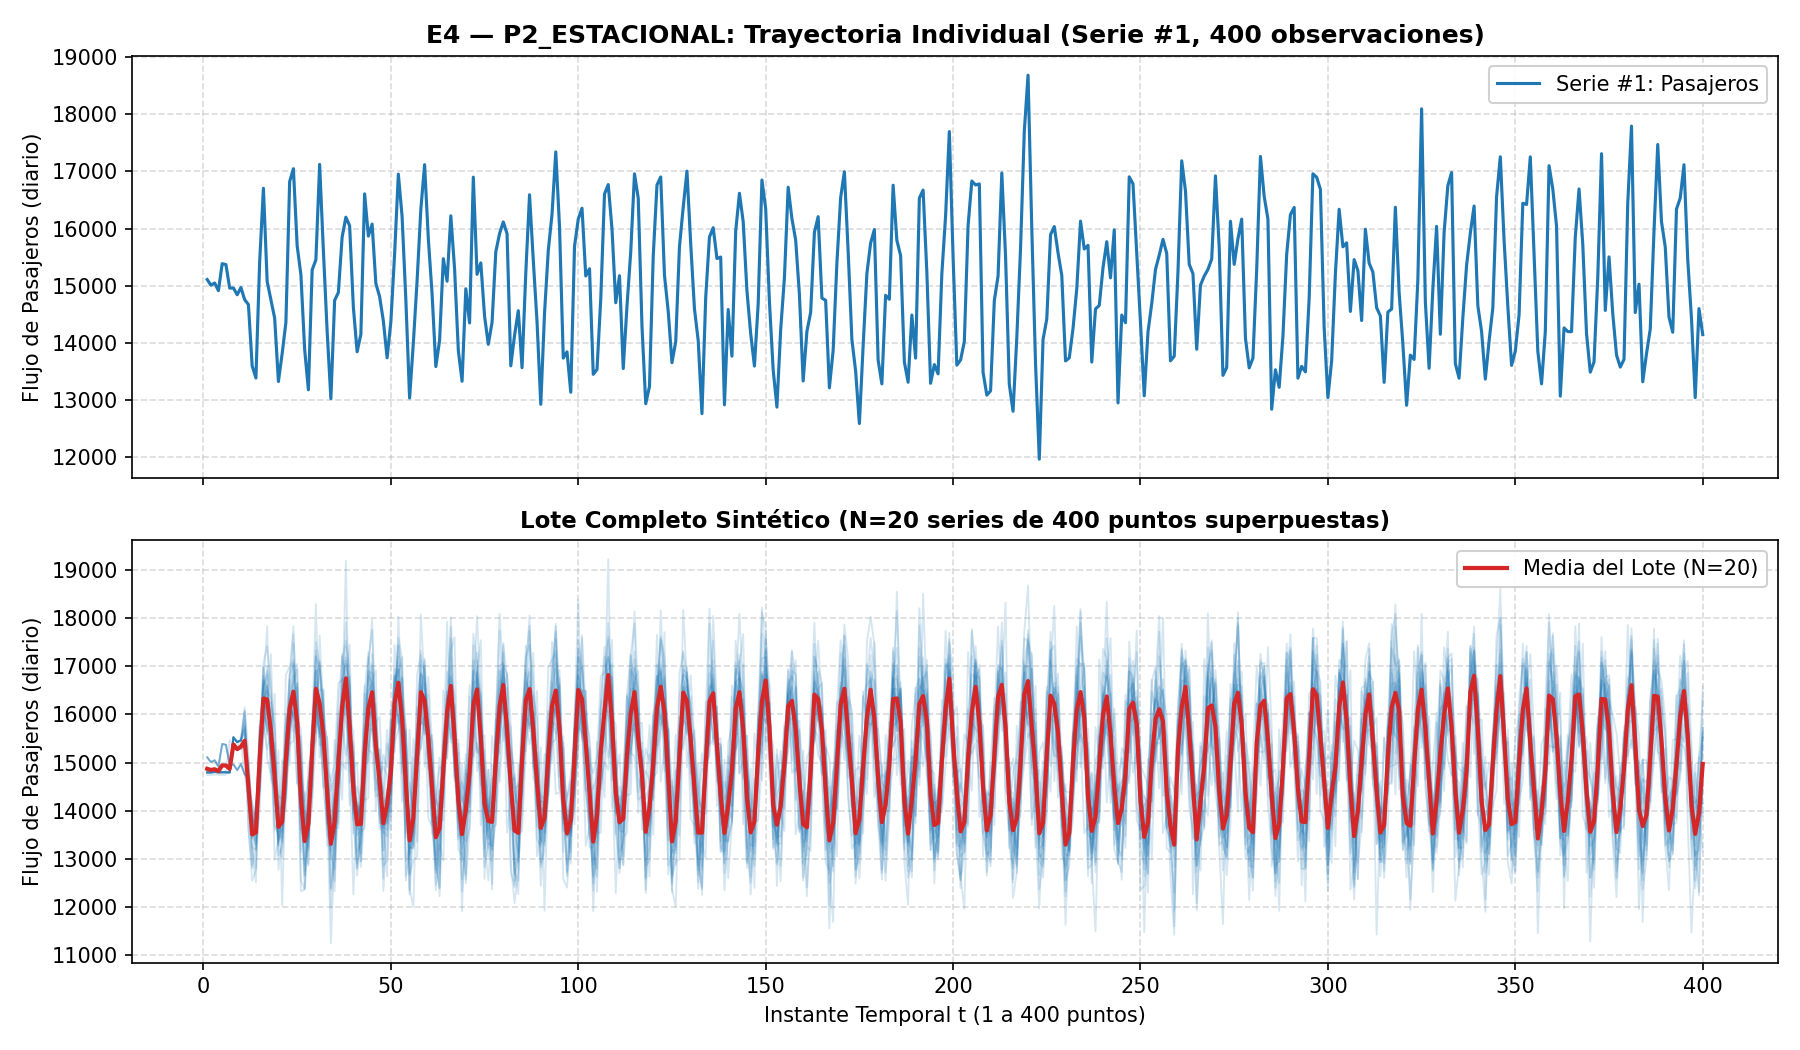 E4 — P2_ESTACIONAL: Trayectoria Individual (Serie #1, 400 observaciones)
Flujo de Pasajeros (diario)
19000
18000
17000
16000
15000
14000
13000
12000
Serie #1: Pasajeros
Lote Completo Sintético (N=20 series de 400 puntos superpuestas)
Flujo de Pasajeros (diario)
19000
18000
17000
16000
15000
14000
13000
12000
11000
Media del Lote (N=20)
0 50 100 150 200 250 300 350 400
Instante Temporal t (1 a 400 puntos)